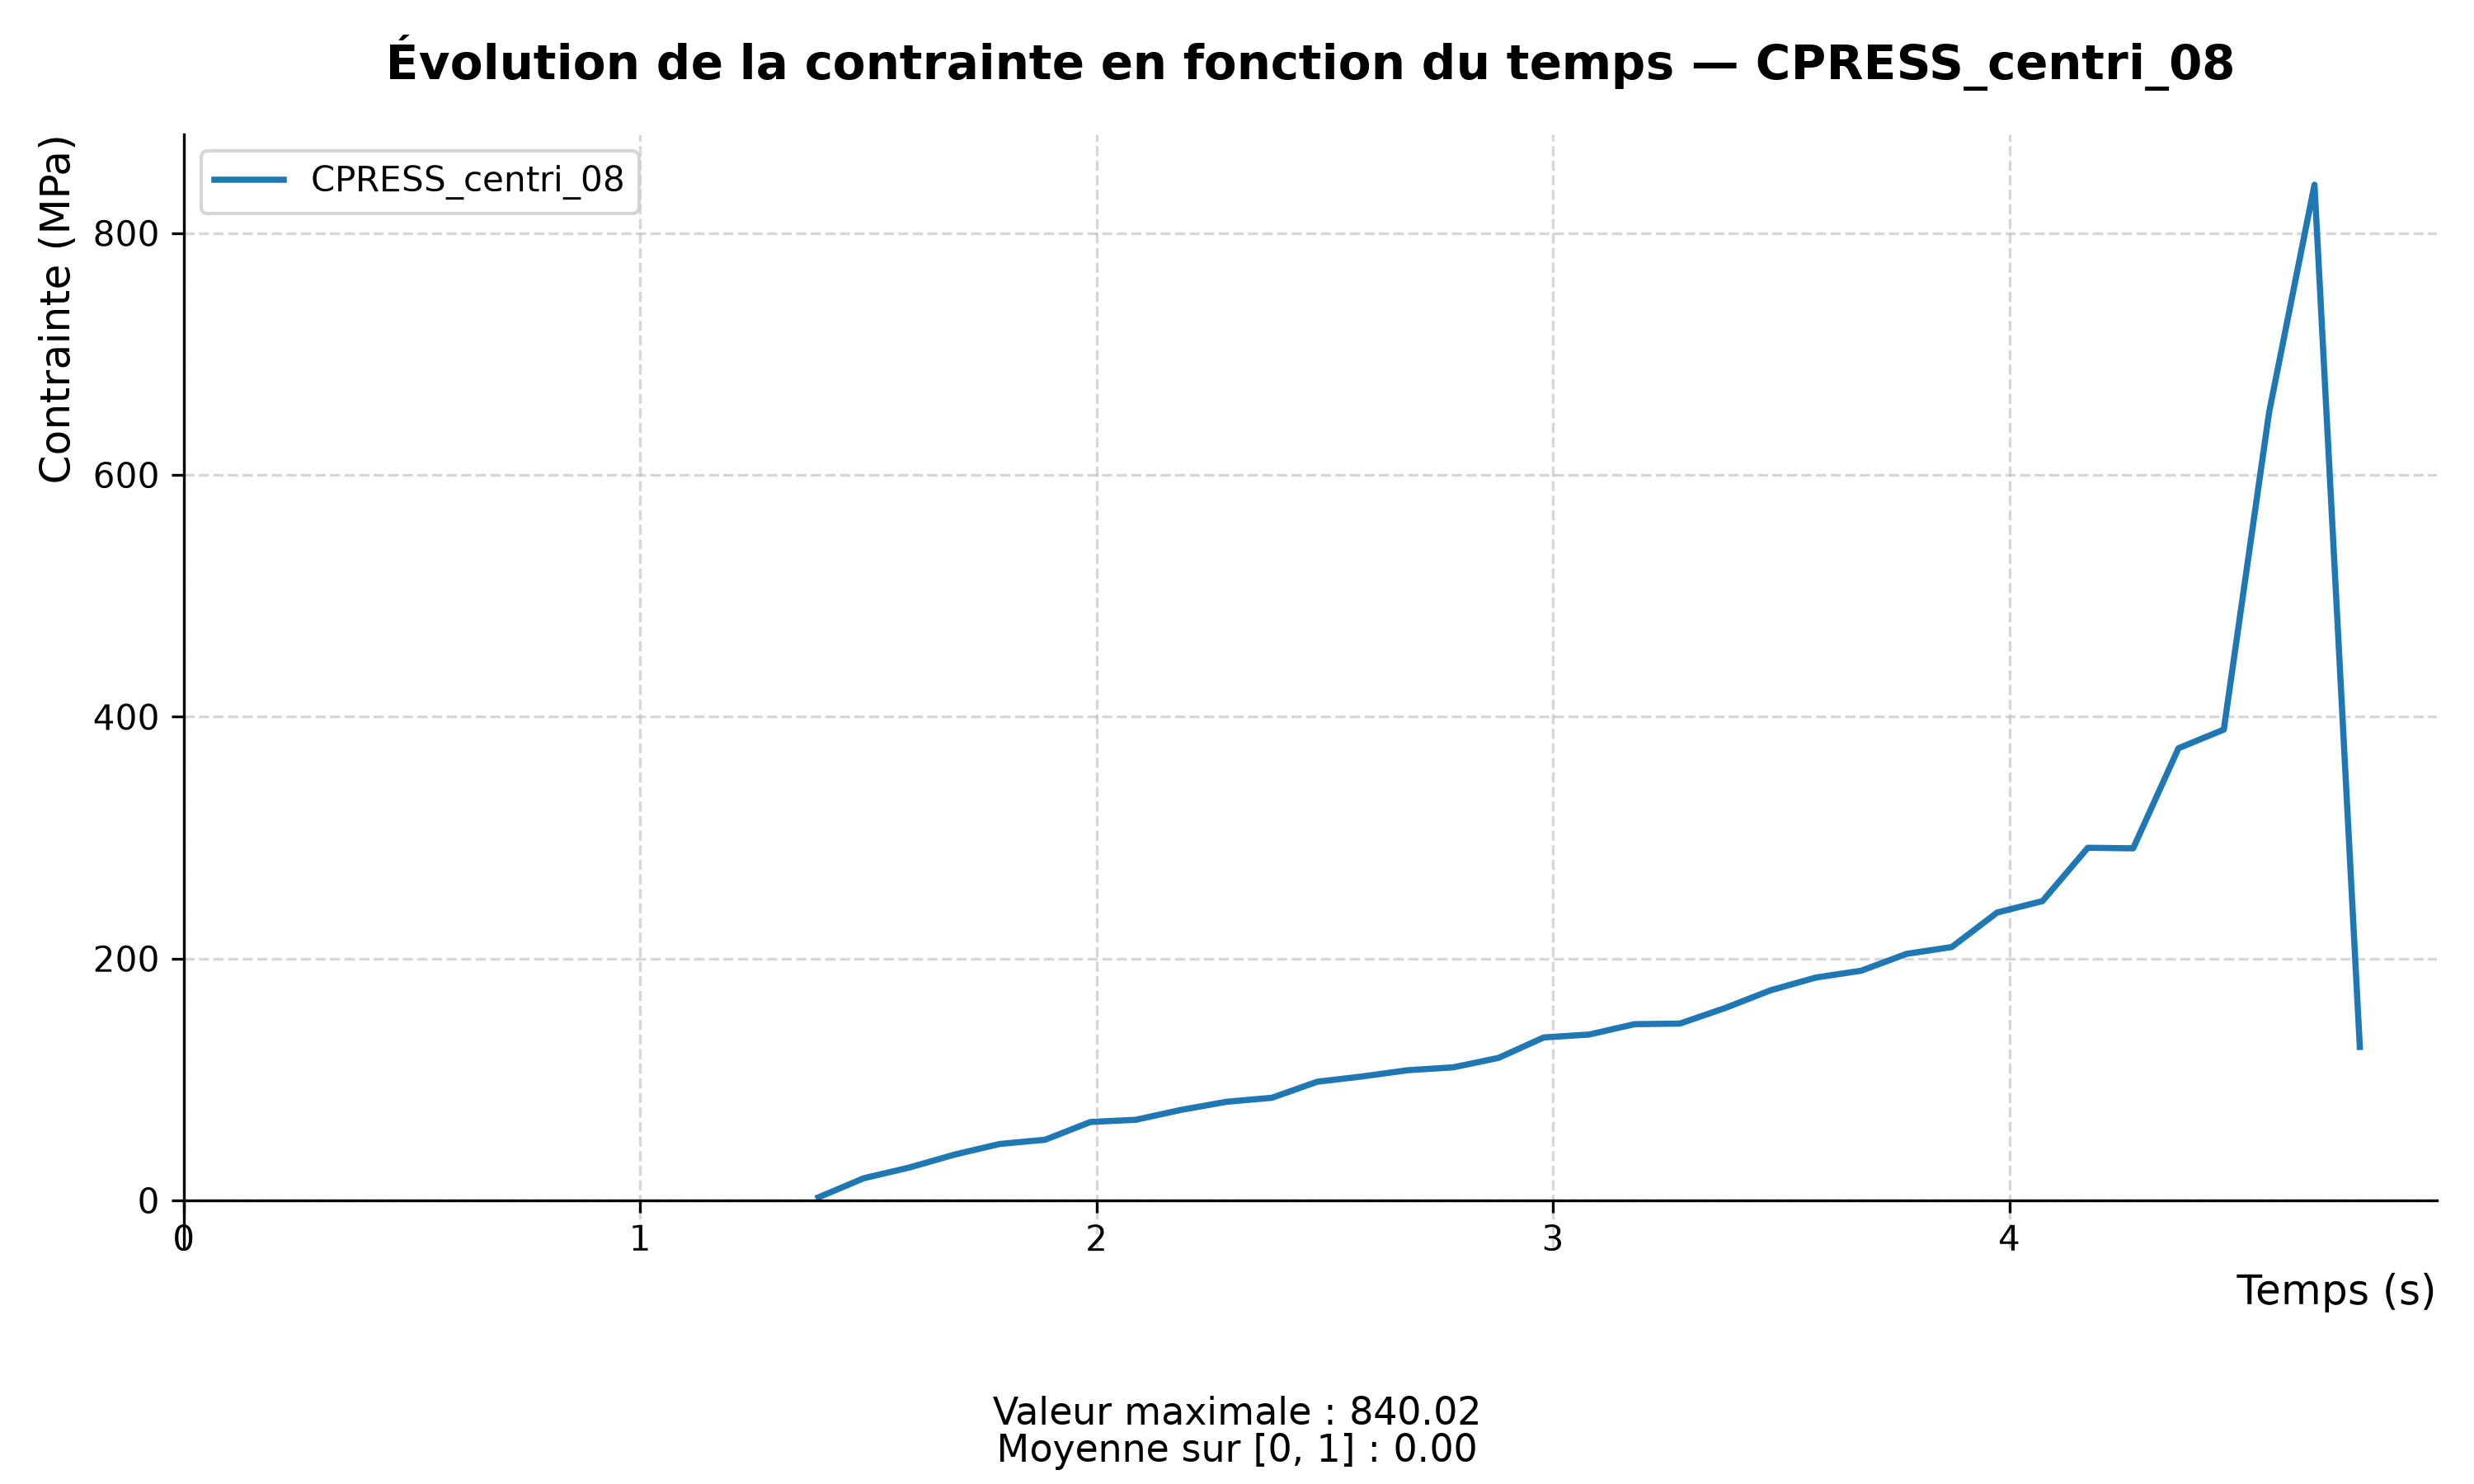 Évolution de la contrainte en fonction du temps — CPRESS_centri_08
CPRESS_centri_08
Contrainte (MPa)
800
600
400
200
0
0 1 2 3 4
Temps (s)
Valeur maximale : 840.02
Moyenne sur [0, 1] : 0.00